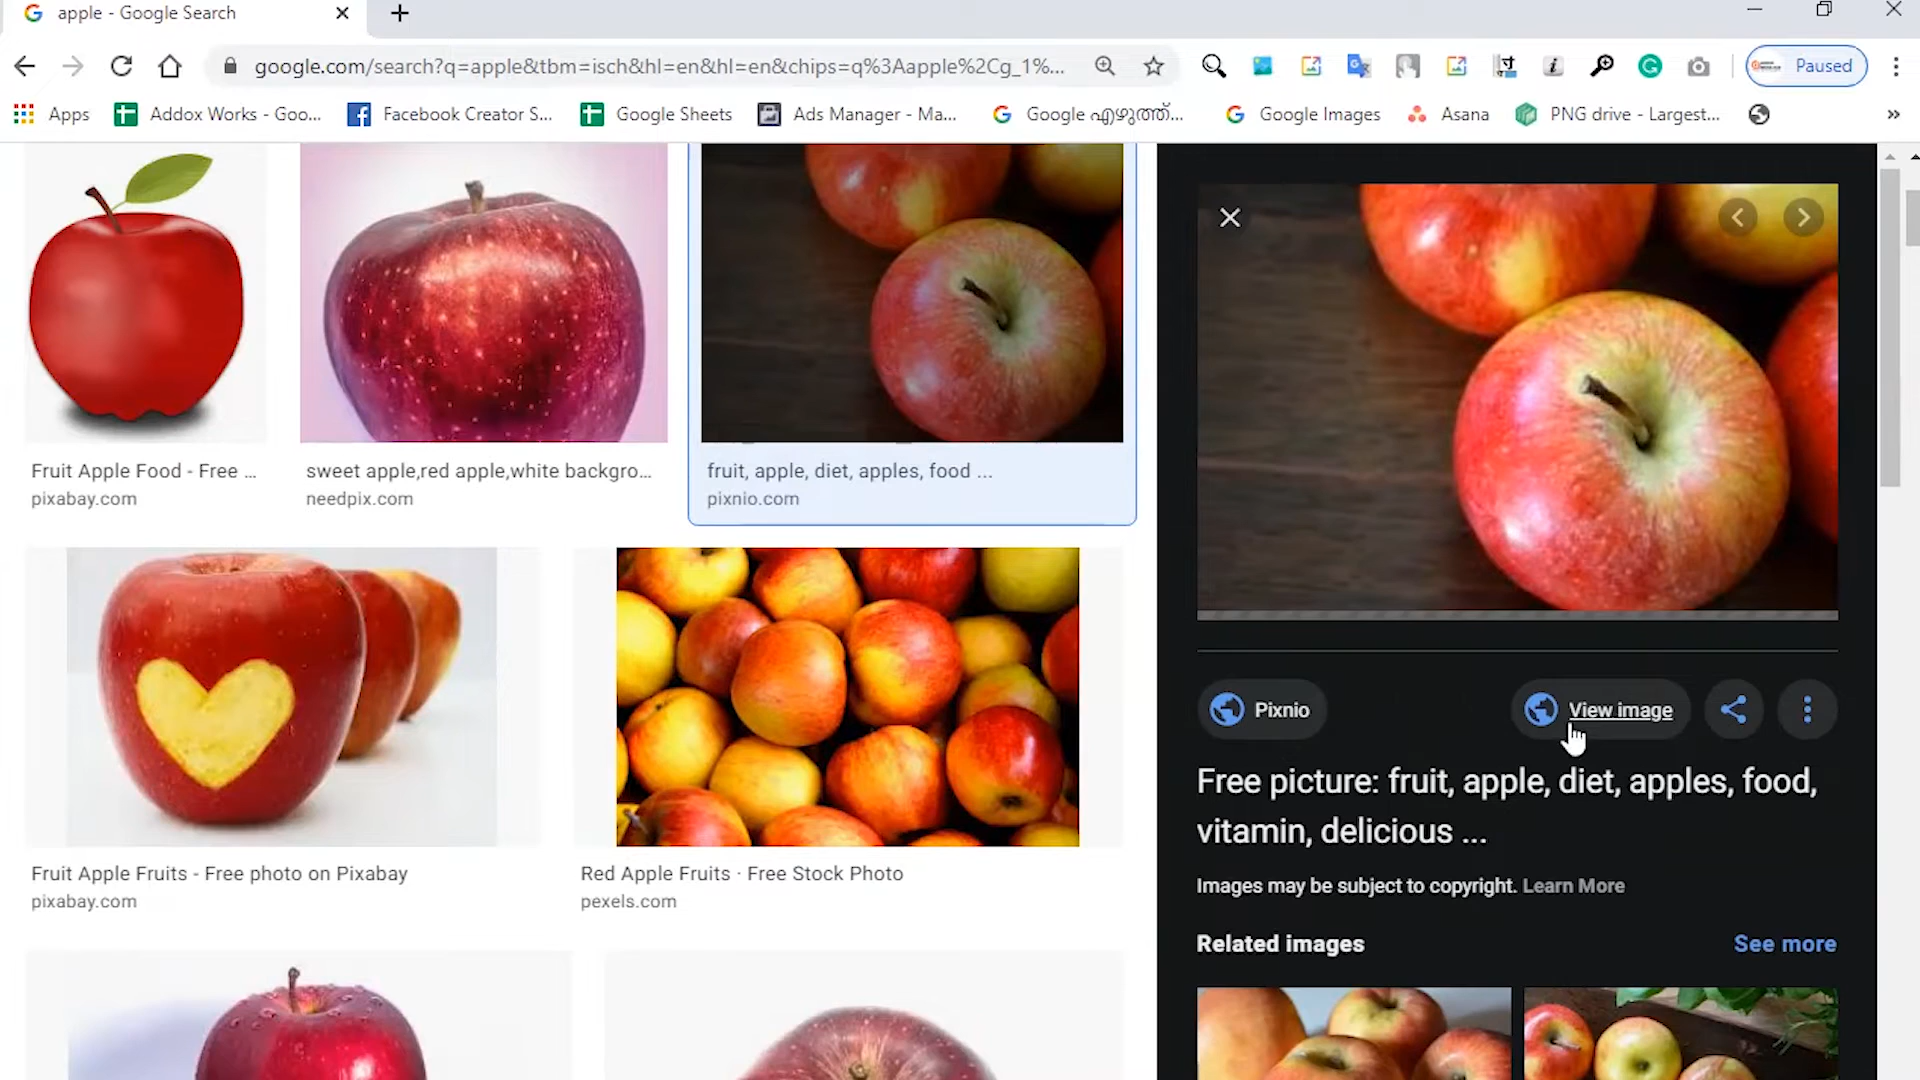 apple - Google Search
google.com/search?q=apple&tbm=isch&hl=en&hl=en&chips=q%3Aapple%2Cg_1%...
Paused
Apps
Addox Works - Goo...
Facebook Creator S...
Google Sheets
Ads Manager - Ma...
Google എഴുത്ത്...
Google Images
Asana
PNG drive - Largest...
Fruit Apple Food - Free ...
pixabay.com
sweet apple,red apple,white backgro...
needpix.com
fruit, apple, diet, apples, food ...
pixnio.com
Fruit Apple Fruits - Free photo on Pixabay
pixabay.com
Red Apple Fruits · Free Stock Photo
pexels.com
Pixnio
View image
Free picture: fruit, apple, diet, apples, food,
vitamin, delicious ...
Images may be subject to copyright. Learn More
Related images
See more